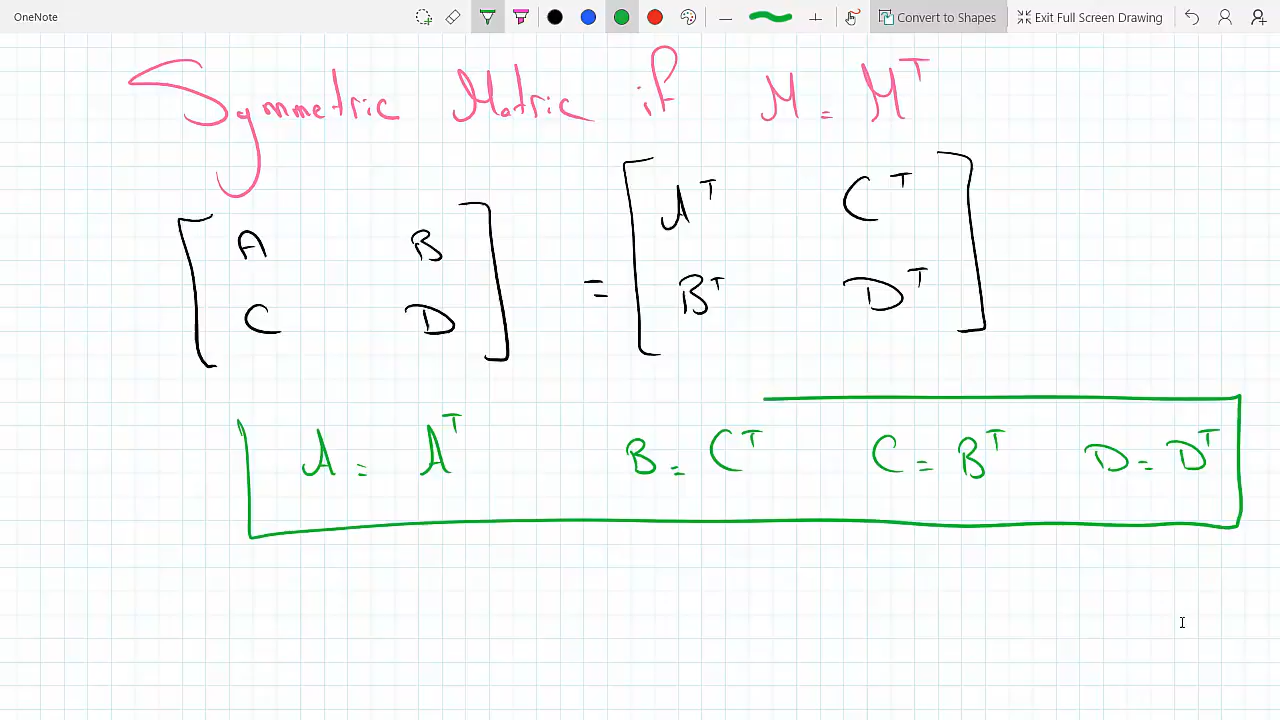 OneNote
Convert to Shapes
Exit Full Screen Drawing
Symmetric Matric if M = M^T
[ A B
C D ] = [ A^T C^T
B^T D^T ]
A = A^T B = C^T C = B^T D = D^T